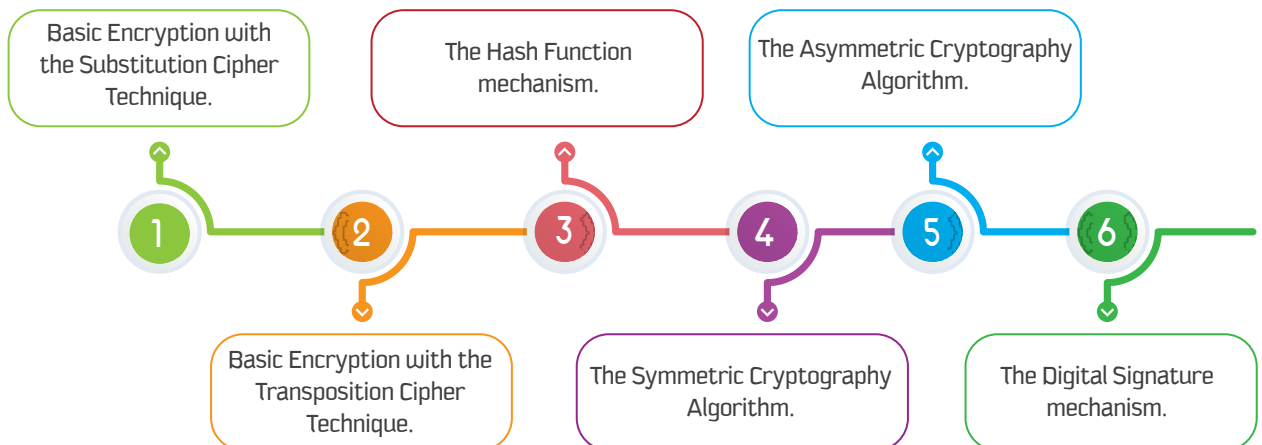 Basic Encryption with
the Substitution Cipher
Technique.
The Hash Function
mechanism.
The Asymmetric Cryptography
Algorithm.
1
2
3
4
5
6
Basic Encryption with the
Transposition Cipher
Technique.
The Symmetric Cryptography
Algorithm.
The Digital Signature
mechanism.